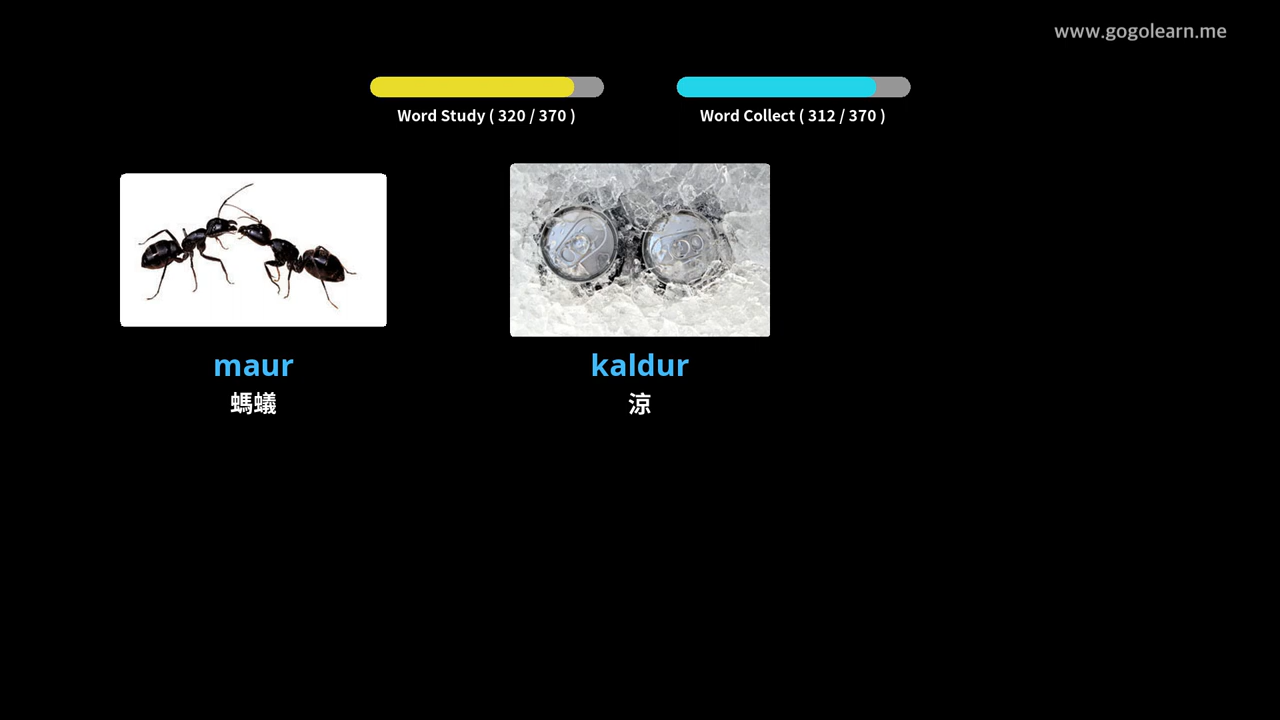 www.gogolearn.me
Word Study ( 320 / 370 )
Word Collect ( 312 / 370 )
maur
螞蟻
kaldur
涼